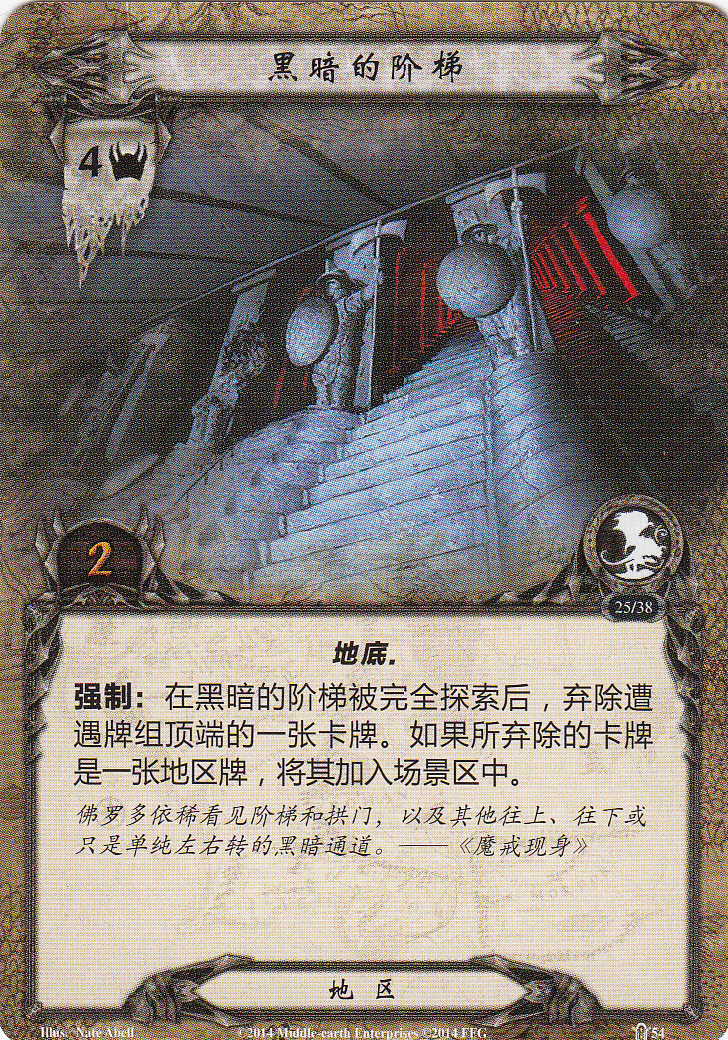 黑暗的阶梯
4
2
25/38
地底.
强制：在黑暗的阶梯被完全探索后，弃除遭
遇牌组顶端的一张卡牌。如果所弃除的卡牌
是一张地区牌，将其加入场景区中。
佛罗多依稀看见阶梯和拱门，以及其他往上、往下或
只是单纯左右转的黑暗通道。——《魔戒现身》
地 区
Illus. Nate Abell ©2014 Middle-earth Enterprises ©2014 FFG 54